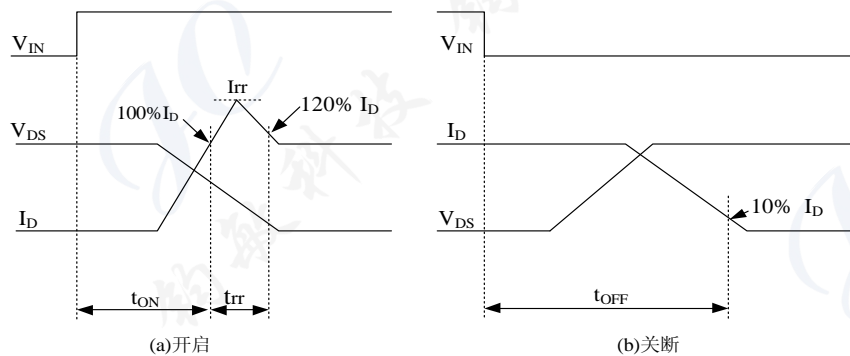 V_IN
Irr
100%I_D
120% I_D
V_DS
I_D
t_ON
trr
(a)开启
V_IN
I_D
V_DS
10% I_D
t_OFF
(b)关断